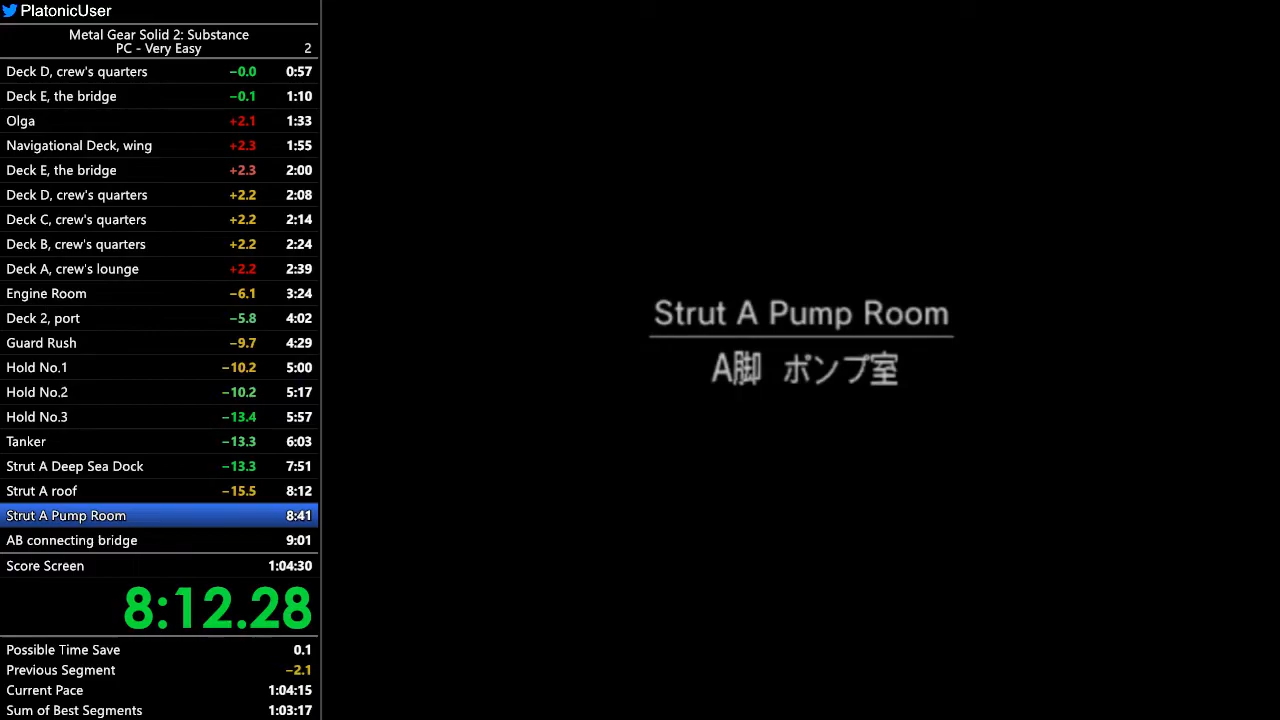 PlatonicUser
Metal Gear Solid 2: Substance
PC - Very Easy 2
Deck D, crew's quarters −0.0 0:57
Deck E, the bridge −0.1 1:10
Olga +2.1 1:33
Navigational Deck, wing +2.3 1:55
Deck E, the bridge +2.3 2:00
Deck D, crew's quarters +2.2 2:08
Deck C, crew's quarters +2.2 2:14
Deck B, crew's quarters +2.2 2:24
Deck A, crew's lounge +2.2 2:39
Engine Room −6.1 3:24
Deck 2, port −5.8 4:02
Guard Rush −9.7 4:29
Hold No.1 −10.2 5:00
Hold No.2 −10.2 5:17
Hold No.3 −13.4 5:57
Tanker −13.3 6:03
Strut A Deep Sea Dock −13.3 7:51
Strut A roof −15.5 8:12
Strut A Pump Room 8:41
AB connecting bridge 9:01
Score Screen 1:04:30
8:12.28
Possible Time Save 0.1
Previous Segment −2.1
Current Pace 1:04:15
Sum of Best Segments 1:03:17
Strut A Pump Room
A脚 ポンプ室